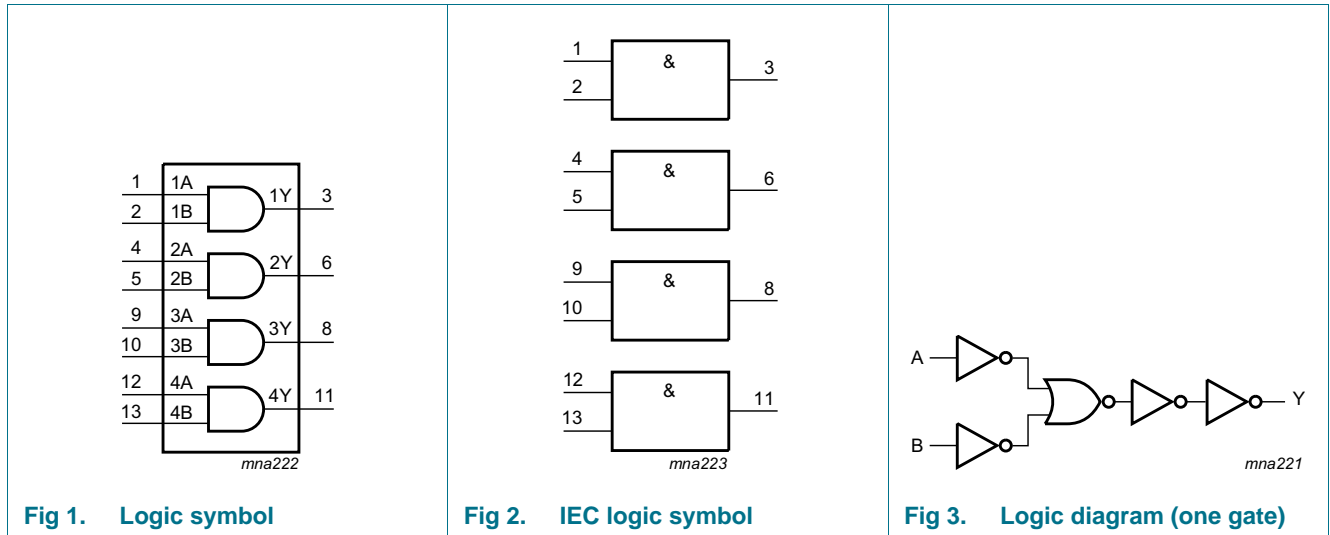 1 1A 1Y 3
2 1B
4 2A 2Y 6
5 2B
9 3A 3Y 8
10 3B
12 4A 4Y 11
13 4B
mna222
Fig 1. Logic symbol
1 & 3
2
4 & 6
5
9 & 8
10
12 & 11
13
mna223
Fig 2. IEC logic symbol
A
Y
B
mna221
Fig 3. Logic diagram (one gate)